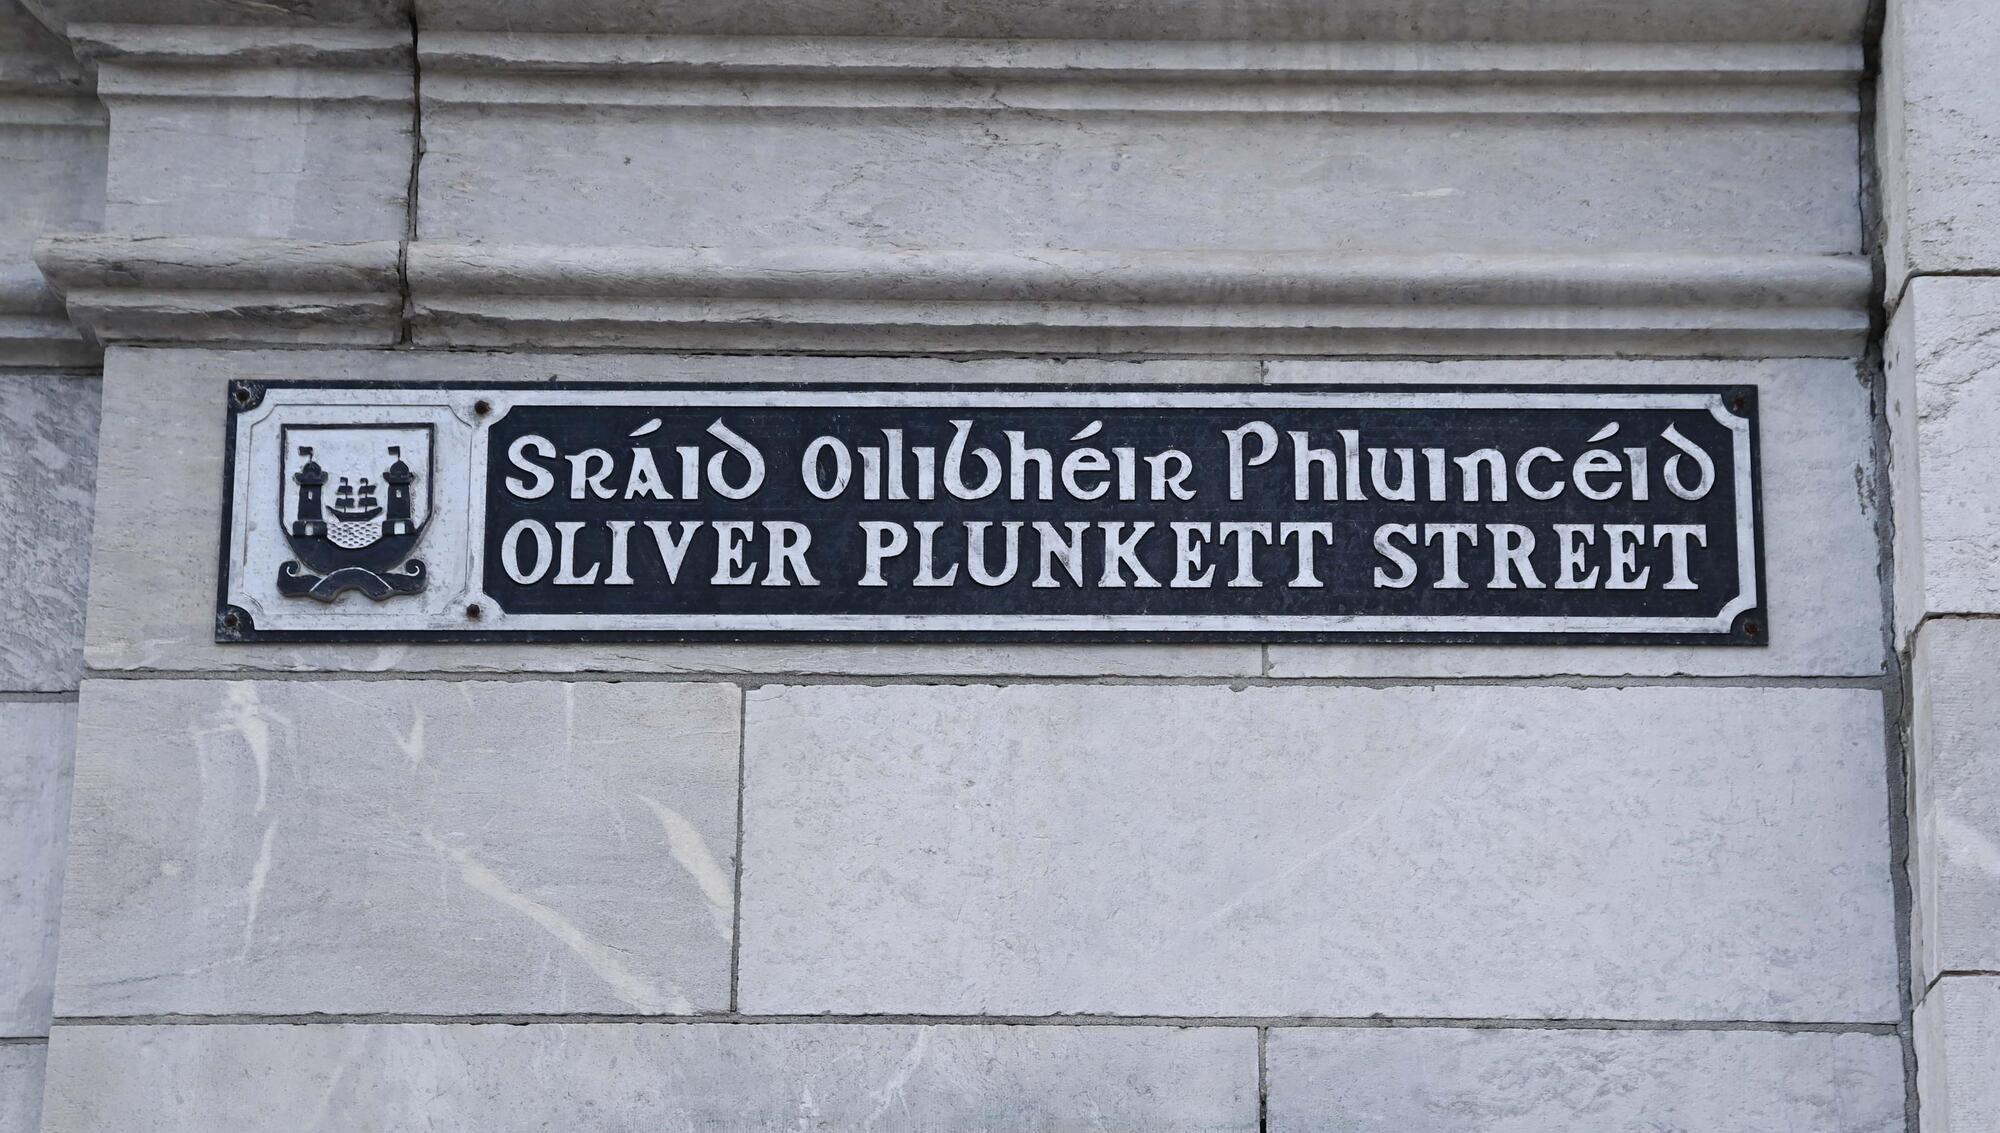 Sráid Oilibhéir Phluincéid
OLIVER PLUNKETT STREET